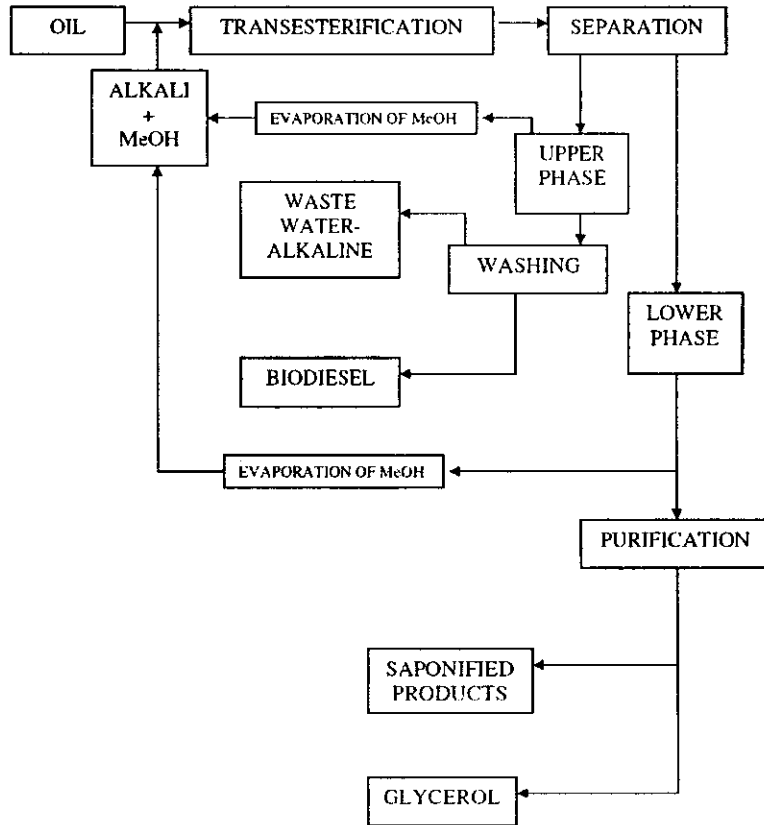 OIL
TRANSESTERIFICATION
SEPARATION
ALKALI
+
MeOH
EVAPORATION OF MeOH
UPPER
PHASE
WASTE
WATER-
ALKALINE
WASHING
LOWER
PHASE
BIODIESEL
EVAPORATION OF MeOH
PURIFICATION
SAPONIFIED
PRODUCTS
GLYCEROL